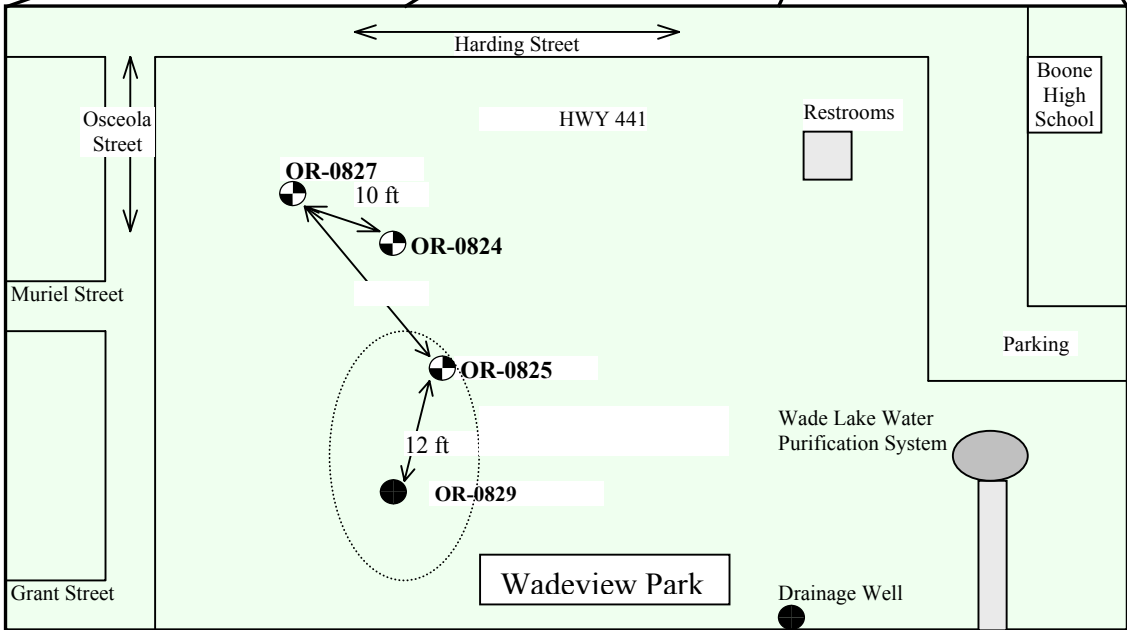 Harding Street
Boone
High
School
Osceola
Street
HWY 441
Restrooms
OR-0827
10 ft
OR-0824
Muriel Street
Parking
OR-0825
Wade Lake Water
Purification System
12 ft
OR-0829
Wadeview Park
Grant Street
Drainage Well